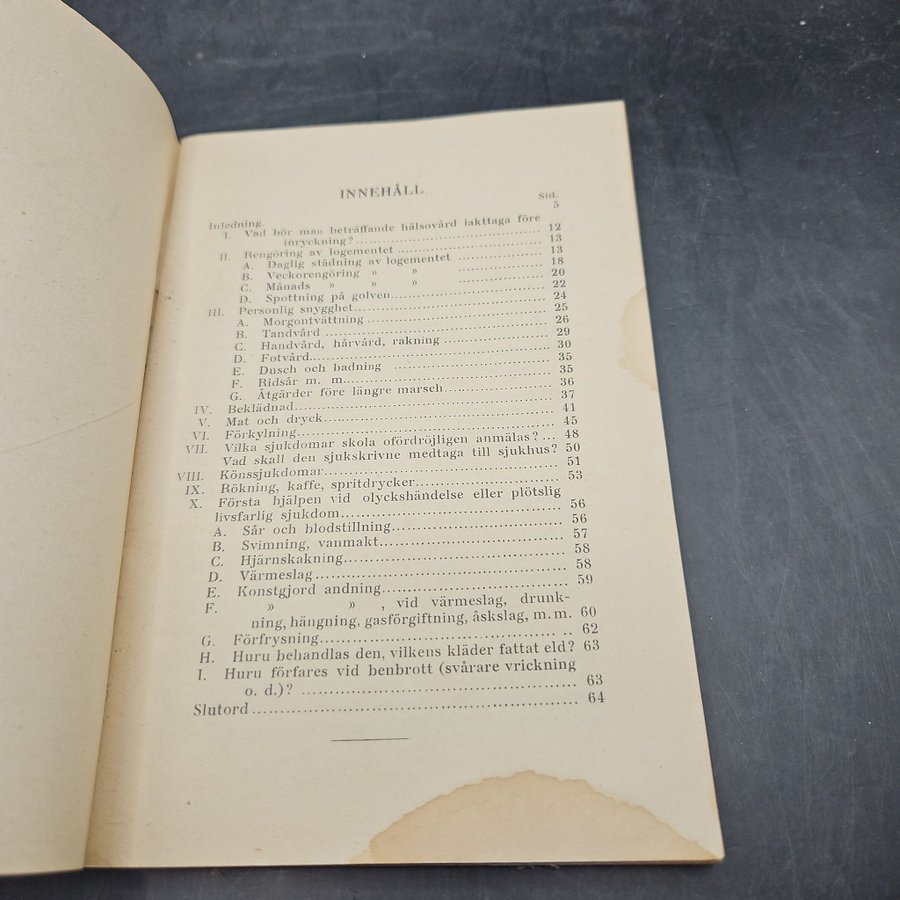 INNEHÅLL
Sid.
Inledning. 5
I. Vad bör man beträffande hälsovård iakttaga före
inryckning? ........................................ 12
II. Rengöring av logementet ............................ 13
A. Daglig städning av logementet .................. 13
B. Veckorengöring » » .................. 18
C. Månads » » » .................. 20
D. Spottning på golven............................ 22
III. Personlig snygghet.................................. 24
A. Morgontvättning ................................ 25
B. Tandvård ........................................ 26
C. Handvård, hårvård, rakning .................... 29
D. Fotvård.......................................... 30
E. Dusch och badning .............................. 35
F. Ridsår m. m..................................... 35
G. Åtgärder före längre marsch.................... 36
IV. Beklädnad.......................................... 37
V. Mat och dryck...................................... 41
VI. Förkylning.......................................... 45
VII. Vilka sjukdomar skola ofördröjligen anmälas? ... 48
Vad skall den sjukskrivne medtaga till sjukhus? 50
VIII. Könssjukdomar...................................... 51
IX. Rökning, kaffe, spritdrycker........................ 53
X. Första hjälpen vid olyckshändelse eller plötslig
livsfarlig sjukdom.................................. 56
A. Sår och blodstillning............................ 56
B. Svimning, vanmakt.............................. 57
C. Hjärnskakning.................................. 58
D. Värmeslag...................................... 58
E. Konstgjord andning............................ 59
F. » » , vid värmeslag, drunk-
ning, hängning, gasförgiftning, åskslag, m. m. 60
G. Förfrysning.................................. .. 62
H. Huru behandlas den, vilkens kläder fattat eld? 63
I. Huru förfares vid benbrott (svårare vrickning
o. d.)? ........................................ 63
Slutord................................................ 64